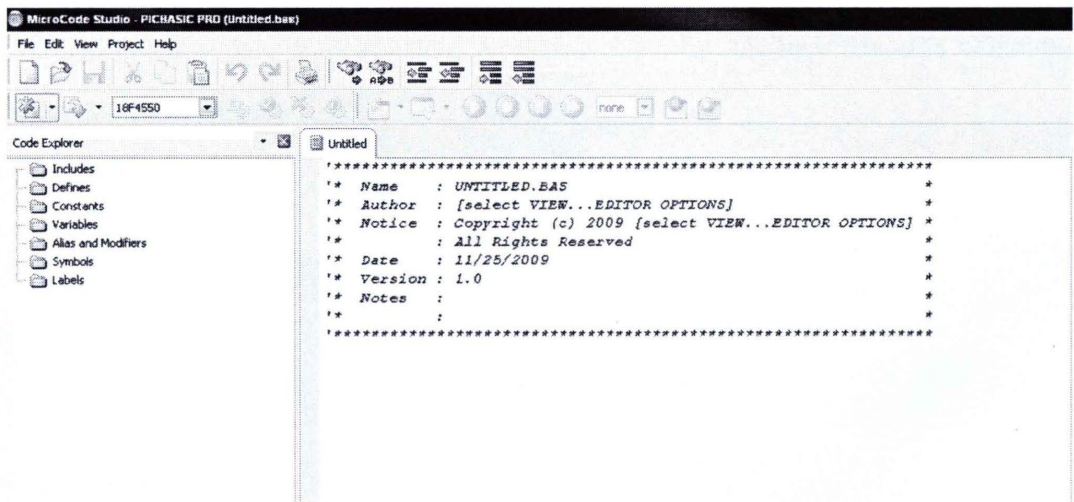 MicroCode Studio - PICBASIC PRO (Untitled.bas)
File Edit View Project Help
18F4550
none
Code Explorer
Untitled
Includes
Defines
Constants
Variables
Alias and Modifiers
Symbols
Labels
'****************************************************************
'*  Name    : UNTITLED.BAS                                      *
'*  Author  : [select VIEW...EDITOR OPTIONS]                    *
'*  Notice  : Copyright (c) 2009 [select VIEW...EDITOR OPTIONS] *
'*          : All Rights Reserved                               *
'*  Date    : 11/25/2009                                        *
'*  Version : 1.0                                               *
'*  Notes   :                                                   *
'*          :                                                   *
'****************************************************************